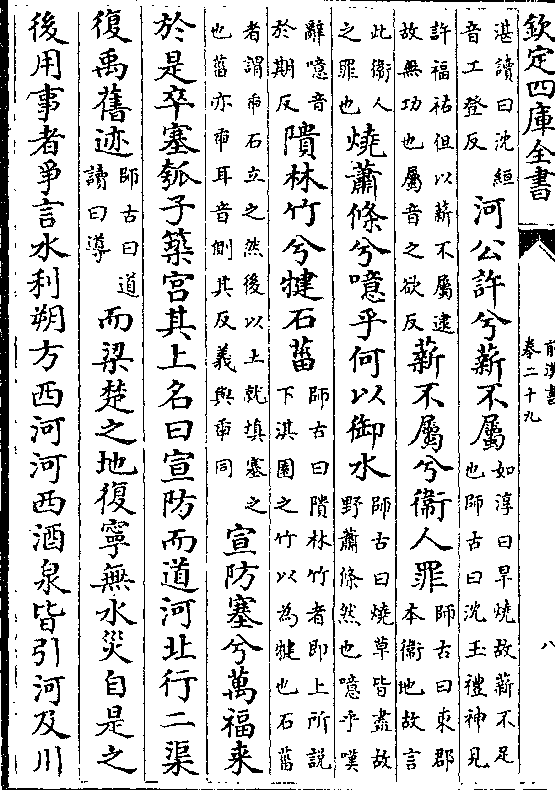 欽定四庫全書
前漢書
卷二十九
八
湛讀曰沈絙
音工登反
河公許兮薪不屬
如淳曰旱燒故薪不足
也師古曰沈玉禮神見
許福祐但以薪不屬逮
故無功也屬音之欲反
薪不屬兮衞人罪
師古曰東郡
本衞地故言
此衞人
之罪也
燒蕭條兮噫乎何以御水
師古曰燒草皆盡故
野蕭條然也噫乎嘆
辭噫音
於期反
隤林竹兮揵石菑
師古曰隤林竹者即上所説
下淇園之竹以為揵也石菑
者謂臿石立之然後以土就填塞之
也菑亦臿耳音側其反義與臿同
宣防塞兮萬福来
於是卒塞瓠子築宮其上名曰宣防而道河北行二渠
復禹舊迹
師古曰道
讀曰導
而梁楚之地復寧無水災自是之
後用事者爭言水利朔方西河河西酒泉皆引河及川